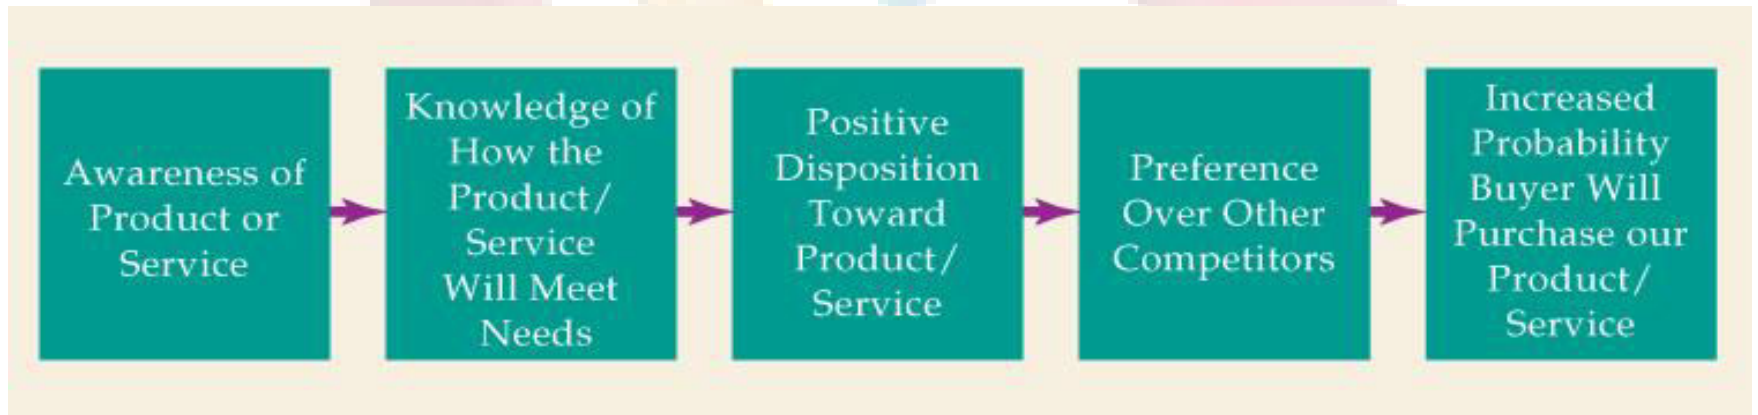 Awareness of
Product or
Service
Knowledge of
How the
Product/
Service
Will Meet
Needs
Positive
Disposition
Toward
Product/
Service
Preference
Over Other
Competitors
Increased
Probability
Buyer Will
Purchase our
Product/
Service